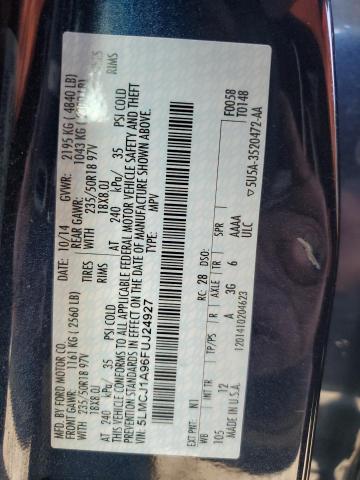 MFD. BY FORD MOTOR CO.
DATE: 10/14 GVWR: 2195 KG ( 4840 LB)
FRONT GAWR: 1161 KG ( 2560 LB) REAR GAWR: 1043 KG
WITH 235/50R18 97V TIRES WITH 235/50R18 97V TIRES
18X8.0J RIMS 18X8.0J RIMS
AT 240 kPa/ 35 PSI COLD AT 240 kPa/ 35 PSI COLD
THIS VEHICLE CONFORMS TO ALL APPLICABLE FEDERAL MOTOR VEHICLE SAFETY AND THEFT
PREVENTION STANDARDS IN EFFECT ON THE DATE OF MANUFACTURE SHOWN ABOVE.
VIN: 5LMCJ1A96FUJ24927 TYPE: MPV
F0058
T0148
EXT PNT: N1 RC: 28 DSO:
WB INT TR TP/PS R AXLE TR SPR
105 12 A 3G 6 AAAA
ULC
1201410204623
▽ 5U5A-3520472-AA